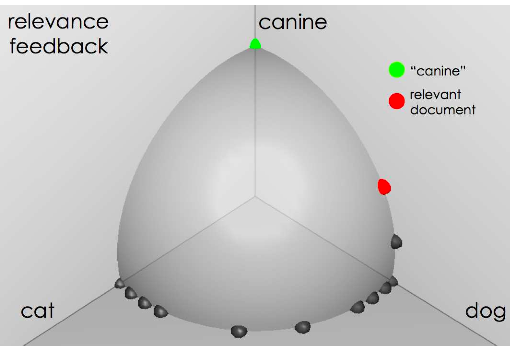 relevance
feedback
canine
"canine"
relevant
document
cat
dog